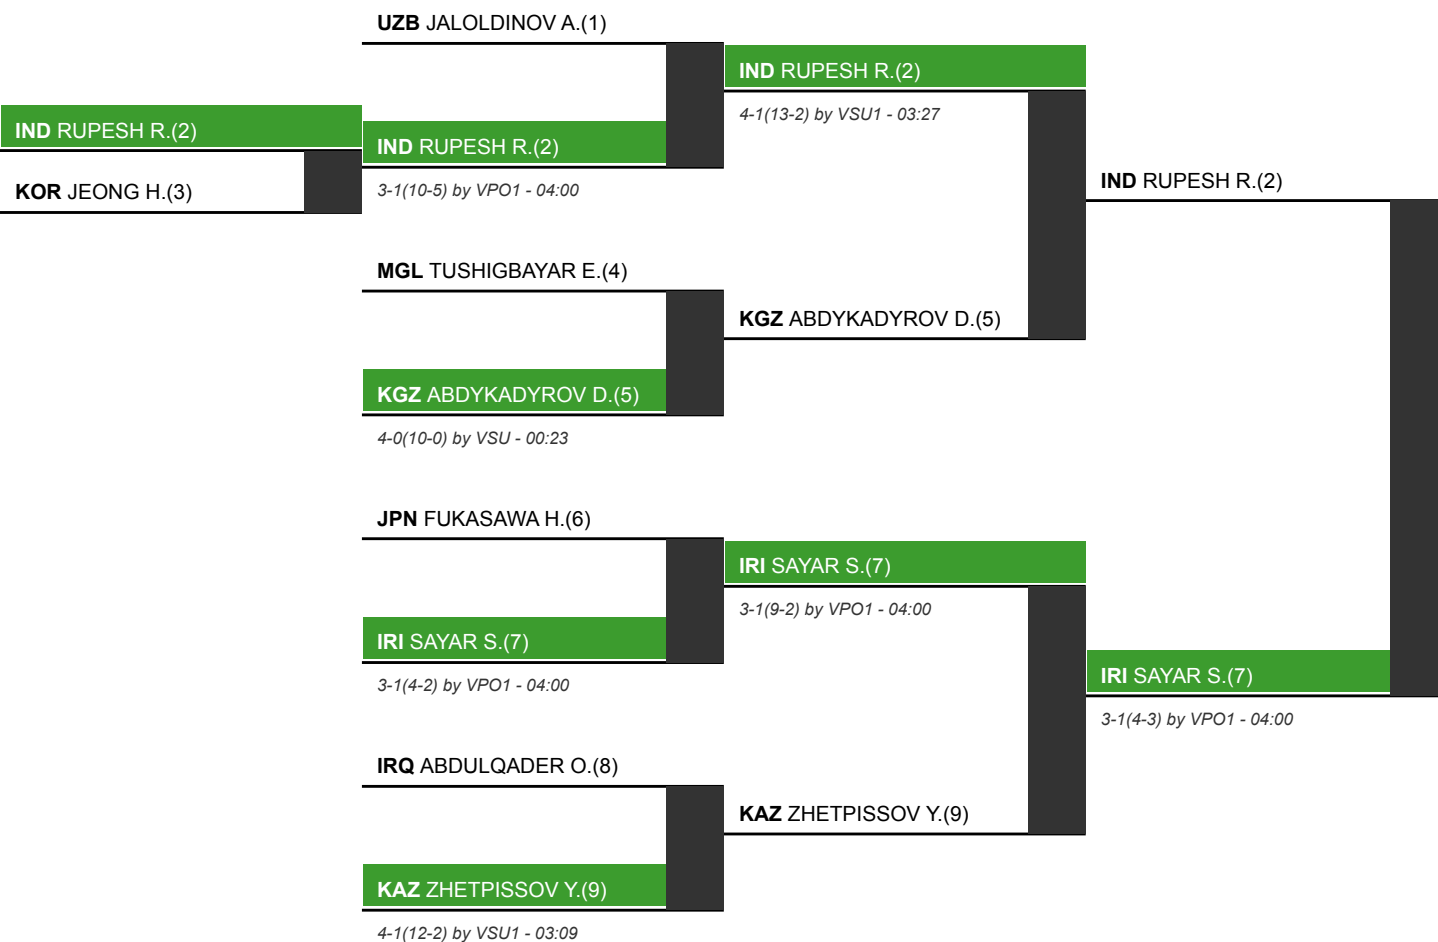 IND RUPESH R.(2)
KOR JEONG H.(3)
UZB JALOLDINOV A.(1)
IND RUPESH R.(2)
3-1(10-5) by VPO1 - 04:00
MGL TUSHIGBAYAR E.(4)
KGZ ABDYKADYROV D.(5)
4-0(10-0) by VSU - 00:23
JPN FUKASAWA H.(6)
IRI SAYAR S.(7)
3-1(4-2) by VPO1 - 04:00
IRQ ABDULQADER O.(8)
KAZ ZHETPISSOV Y.(9)
4-1(12-2) by VSU1 - 03:09
IND RUPESH R.(2)
4-1(13-2) by VSU1 - 03:27
KGZ ABDYKADYROV D.(5)
IRI SAYAR S.(7)
3-1(9-2) by VPO1 - 04:00
KAZ ZHETPISSOV Y.(9)
IND RUPESH R.(2)
IRI SAYAR S.(7)
3-1(4-3) by VPO1 - 04:00